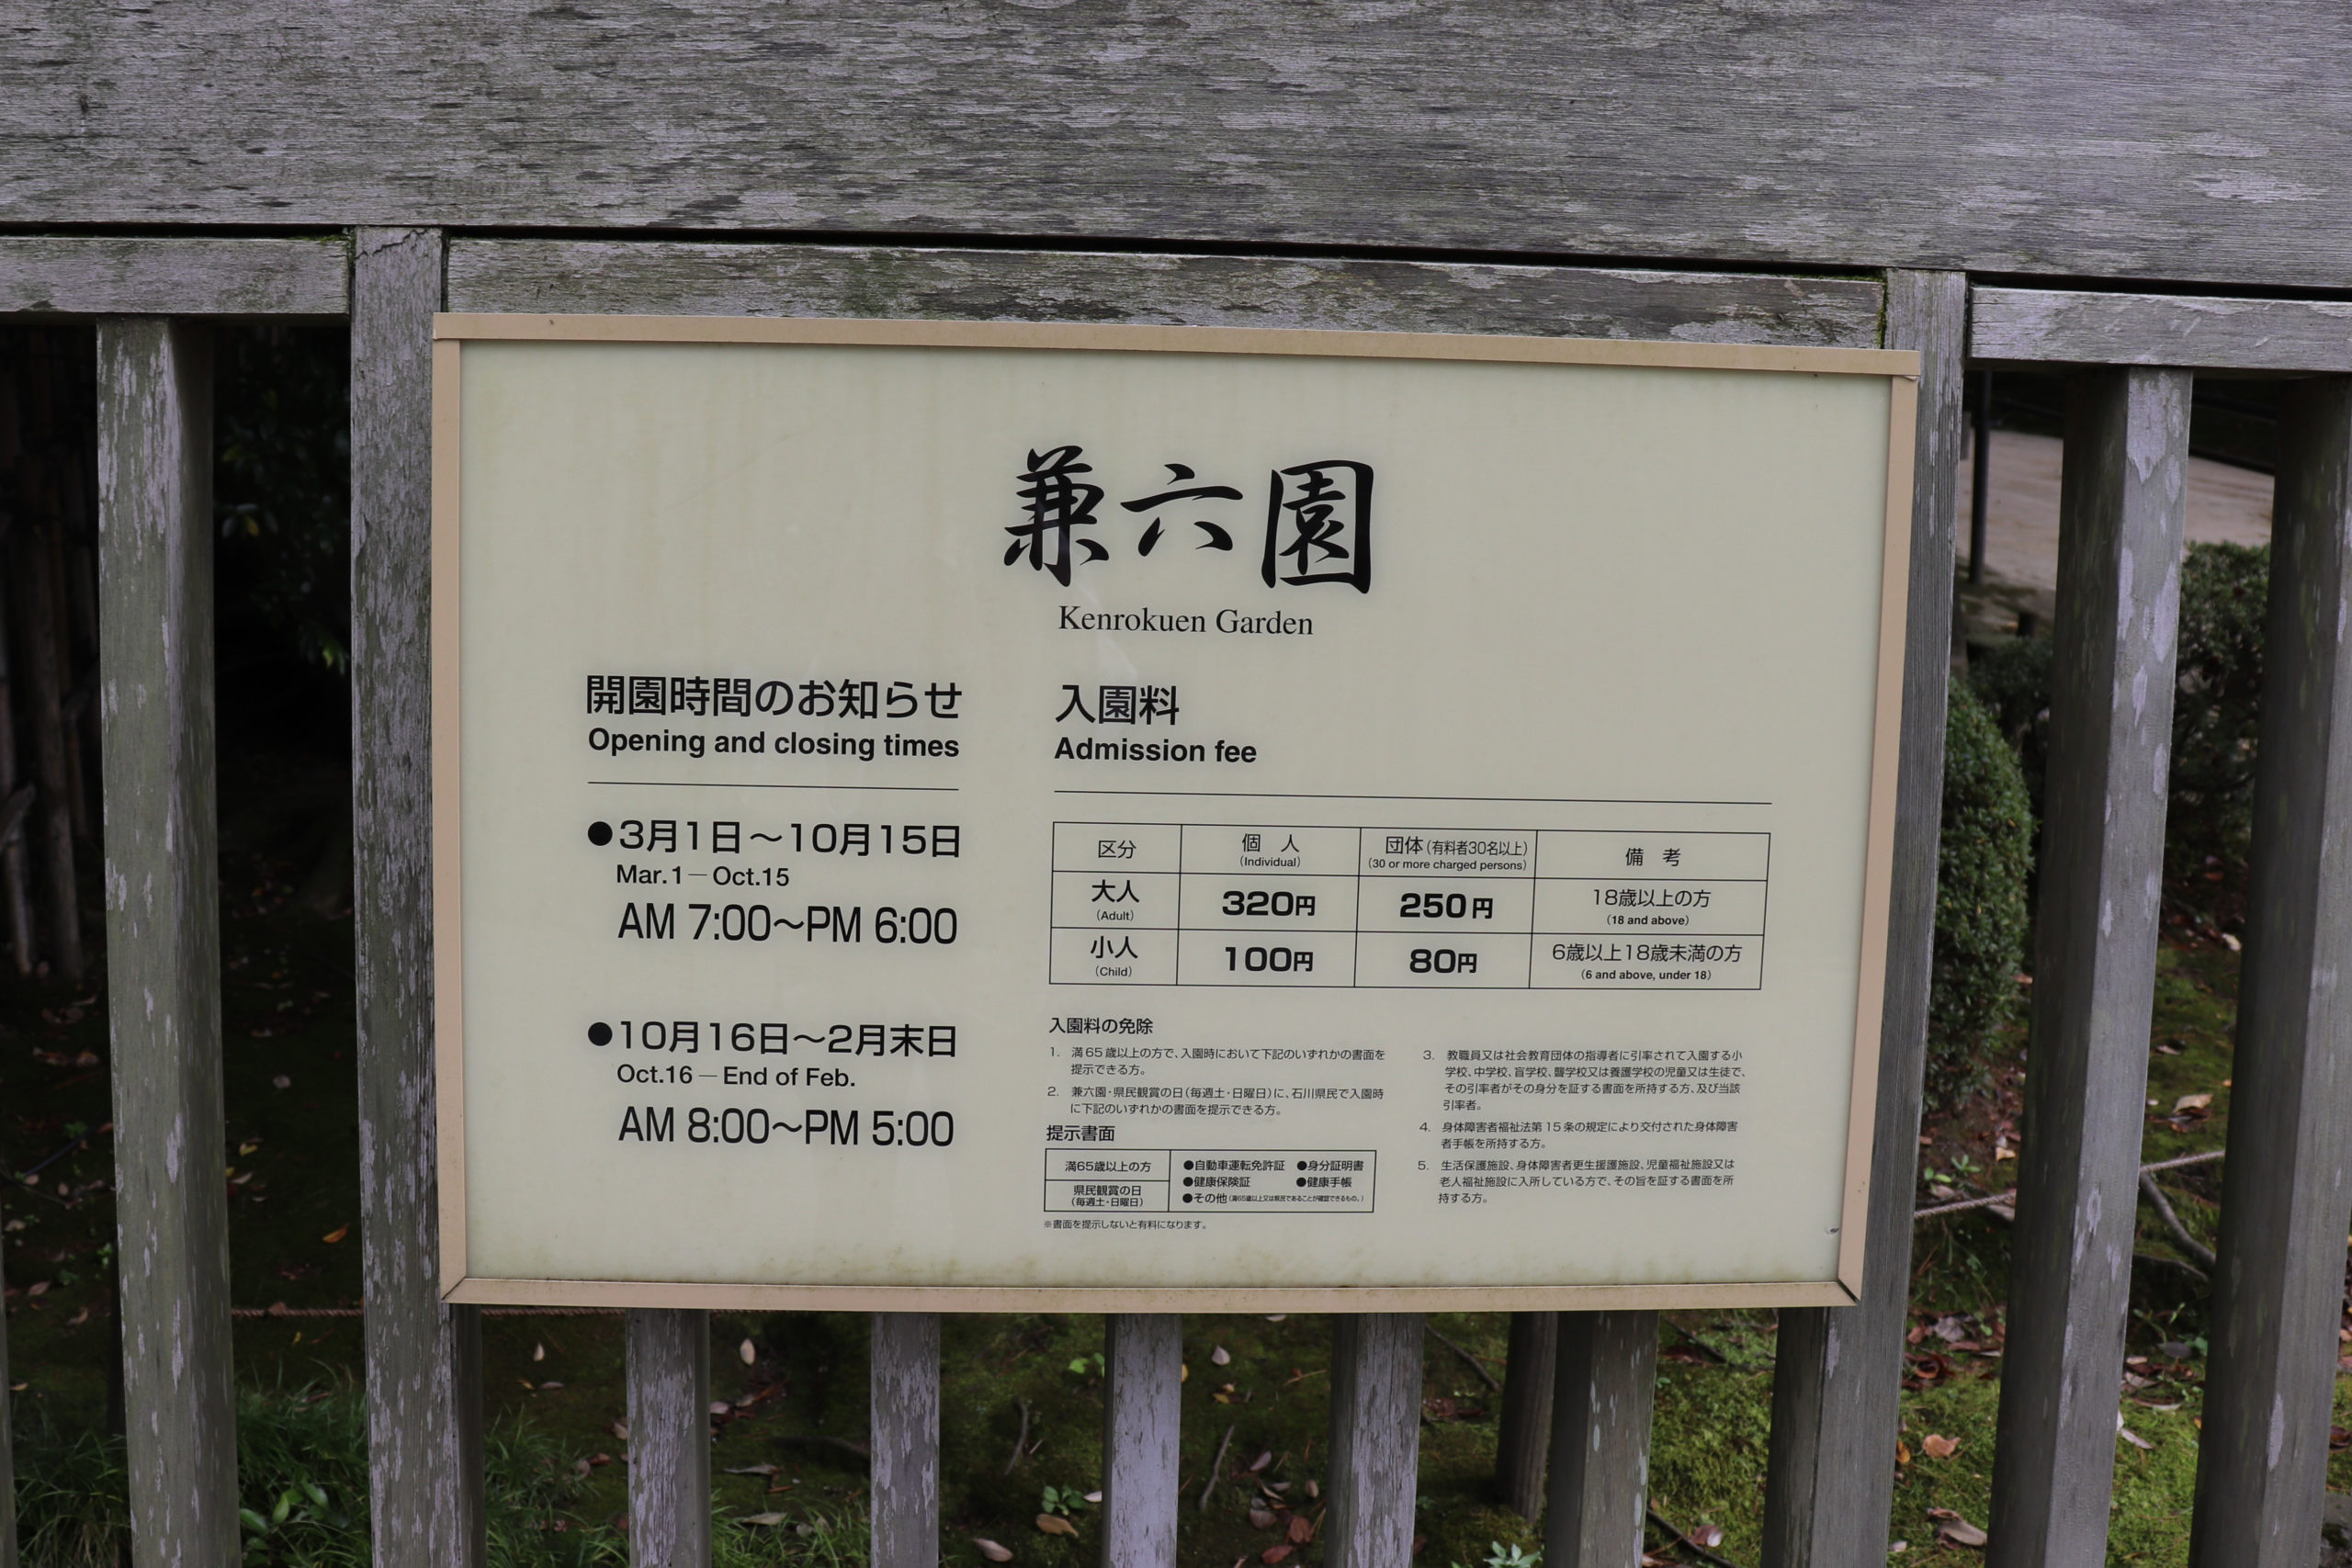 兼六園
Kenrokuen Garden
開園時間のお知らせ
Opening and closing times
●3月1日〜10月15日
Mar.1—Oct.15
AM 7:00〜PM 6:00
●10月16日〜2月末日
Oct.16—End of Feb.
AM 8:00〜PM 5:00
入園料
Admission fee
区分 個人 団体(有料者30名以上) 備考
(Individual) (30 or more charged persons)
大人 320円 250円 18歳以上の方
(Adult) (18 and above)
小人 100円 80円 6歳以上18歳未満の方
(Child) (6 and above, under 18)
入園料の免除
1. 満65歳以上の方で、入園時において下記のいずれかの書面を
提示できる方。
2. 兼六園・県民観賞の日(毎週土・日曜日)に、石川県民で入園時
に下記のいずれかの書面を提示できる方。
提示書面
満65歳以上の方
県民観賞の日
(毎週土・日曜日)
●自動車運転免許証 ●身分証明書
●健康保険証 ●健康手帳
●その他(満65歳以上又は県民であることが確認できるもの。)
※書面を提示しないと有料になります。
3. 教職員又は社会教育団体の指導者に引率されて入園する小
学校、中学校、盲学校、聾学校又は養護学校の児童又は生徒で、
その引率者がその身分を証する書面を所持する方、及び当該
引率者。
4. 身体障害者福祉法第15条の規定により交付された身体障害
者手帳を所持する方。
5. 生活保護施設、身体障害者更生援護施設、児童福祉施設又は
老人福祉施設に入所している方で、その旨を証する書面を所
持する方。